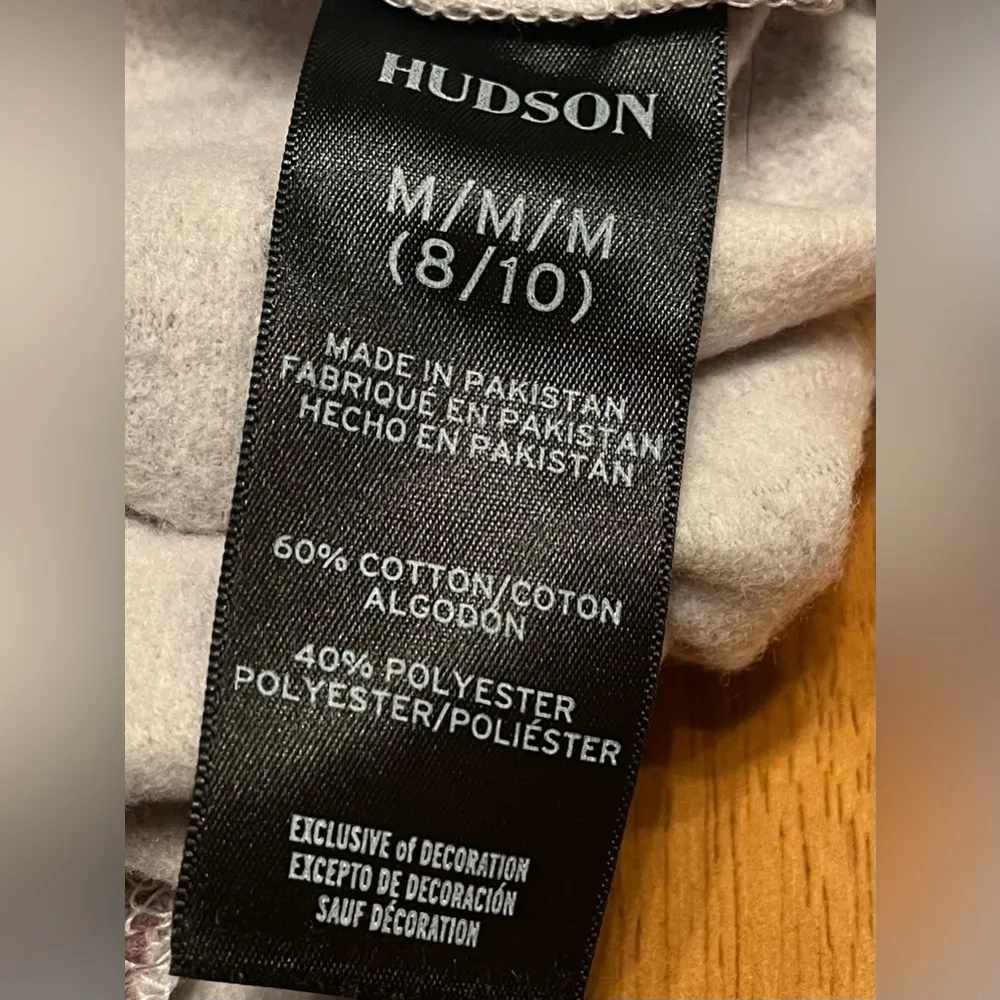 HUDSON
M/M/M
(8/10)
MADE IN PAKISTAN
FABRIQUÉ EN PAKISTAN
HECHO EN PAKISTÁN
60% COTTON/COTON
ALGODÓN
40% POLYESTER
POLYESTER/POLIÉSTER
EXCLUSIVE of DECORATION
EXCEPTO DE DECORACIÓN
SAUF DÉCORATION